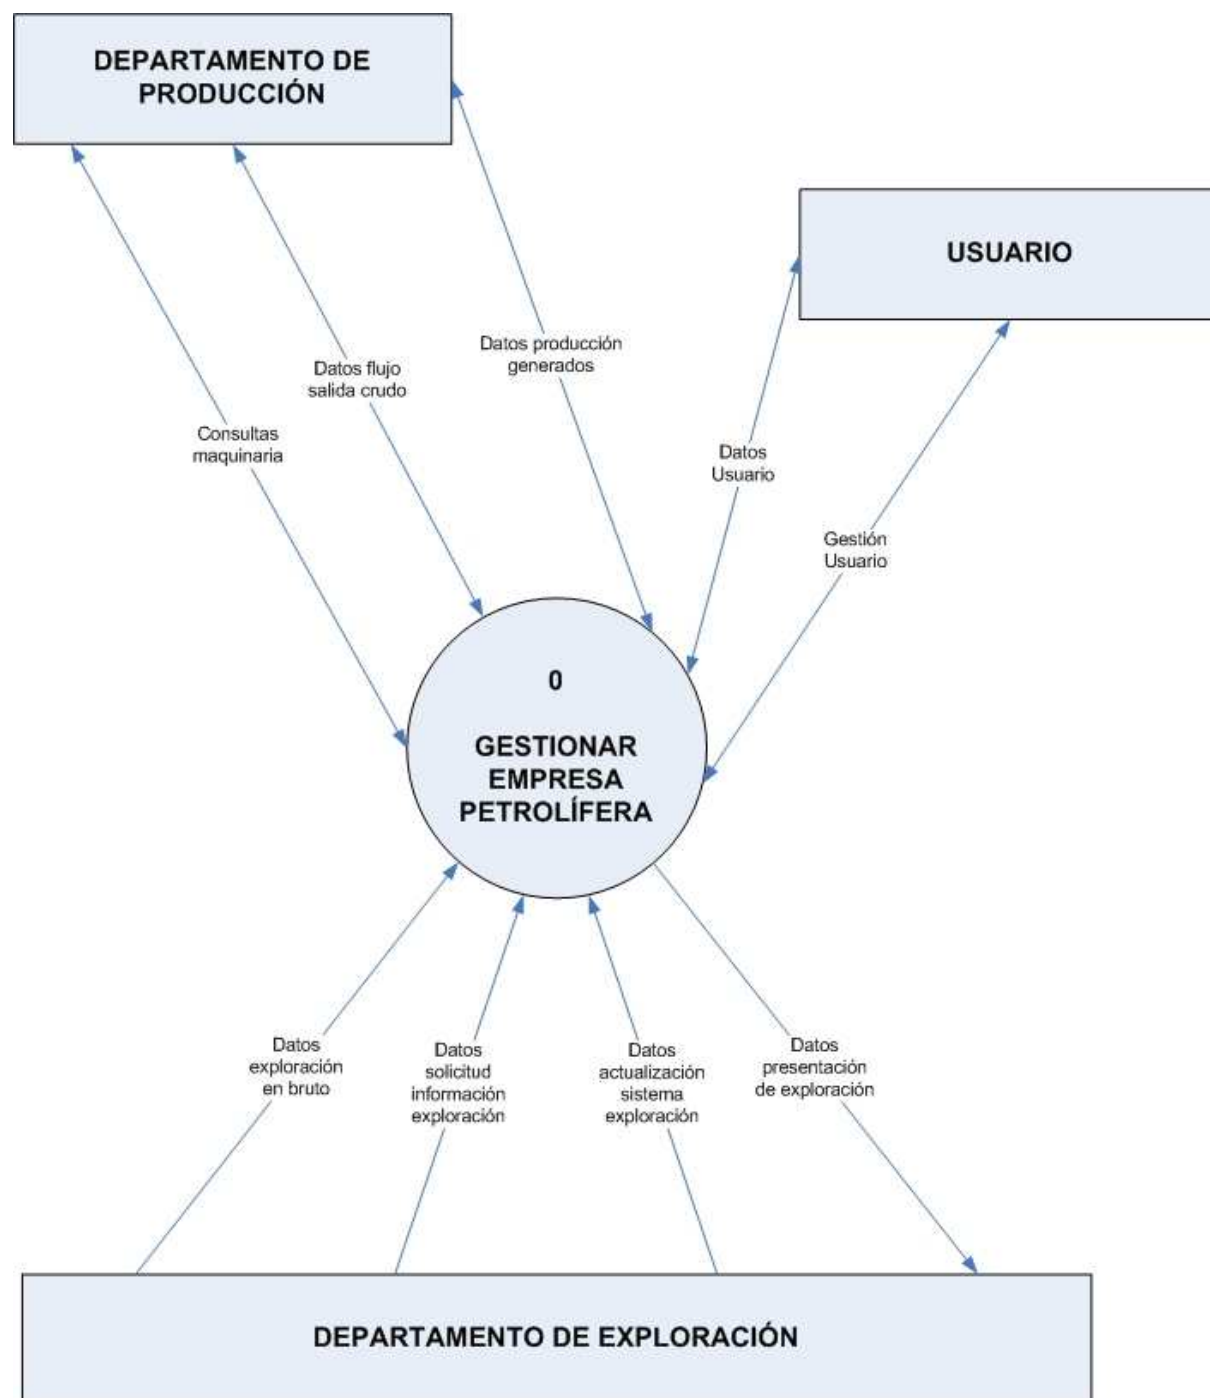 DEPARTAMENTO DE
PRODUCCIÓN
USUARIO
Datos producción
generados
Datos flujo
salida crudo
Consultas
maquinaria
Datos
Usuario
Gestión
Usuario
0
GESTIONAR
EMPRESA
PETROLÍFERA
Datos
exploración
en bruto
Datos
solicitud
información
exploración
Datos
actualización
sistema
exploración
Datos
presentación
de exploración
DEPARTAMENTO DE EXPLORACIÓN